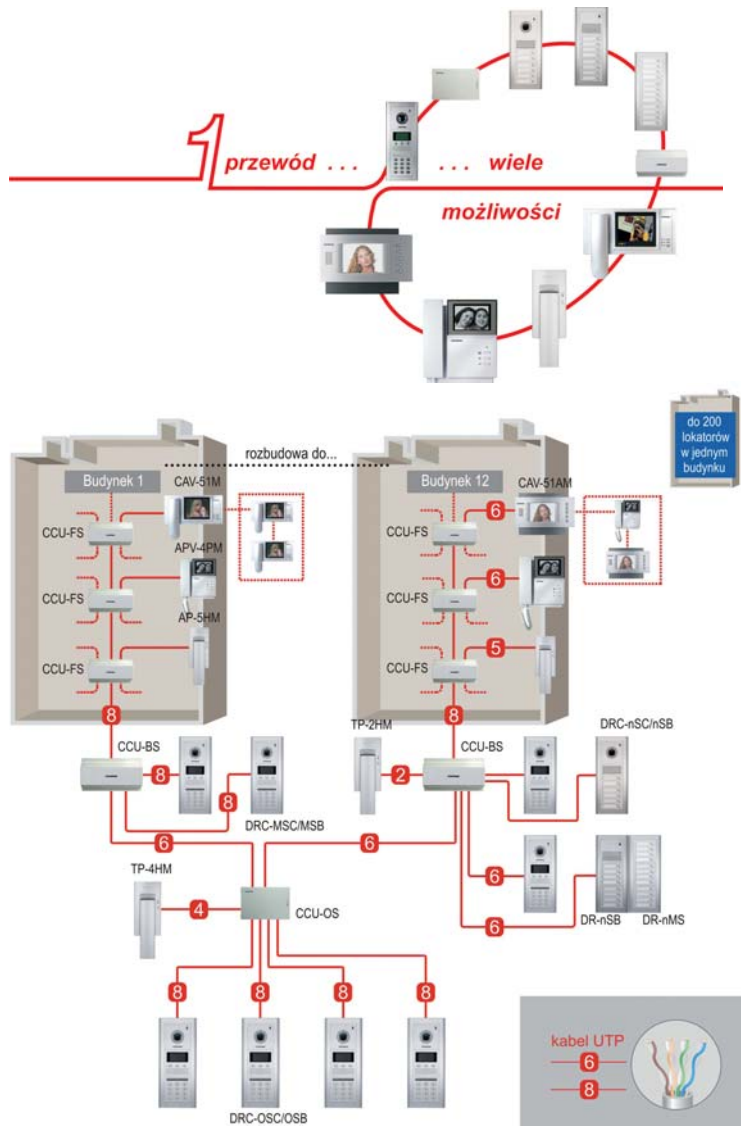 1 przewód . . . . . . wiele
możliwości
do 200
lokatorów
w jednym
budynku
rozbudowa do...
Budynek 1
CAV-51M
CCU-FS
APV-4PM
CCU-FS
AP-5HM
CCU-FS
8
CCU-BS
8
8
DRC-MSC/MSB
6
Budynek 12
CAV-51AM
6
CCU-FS
6
CCU-FS
5
CCU-FS
8
TP-2HM
CCU-BS
DRC-nSC/nSB
2
6
6
6
DR-nSB
DR-nMS
TP-4HM
4
CCU-OS
8
8
8
8
DRC-OSC/OSB
kabel UTP
6
8